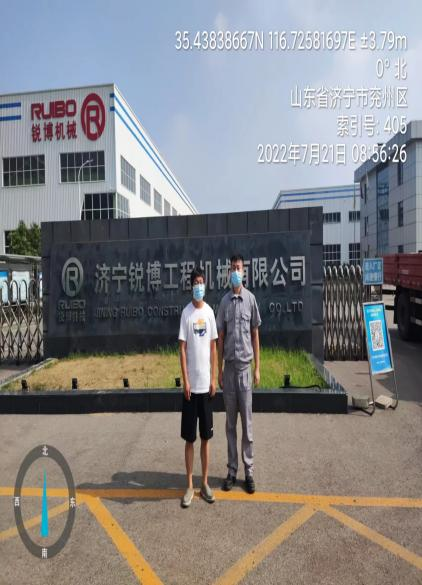 35.43838667N 116.72581697E ±3.79m
0° 北
山东省济宁市兖州区
索引号: 405
2022年7月21日 08:56:26
RUIBO
锐博机械
R
R
RUIBO
锐博机械
济宁锐博工程机械有限公司
JINING RUIBO CONSTR CO.,LTD
北
西
东
南